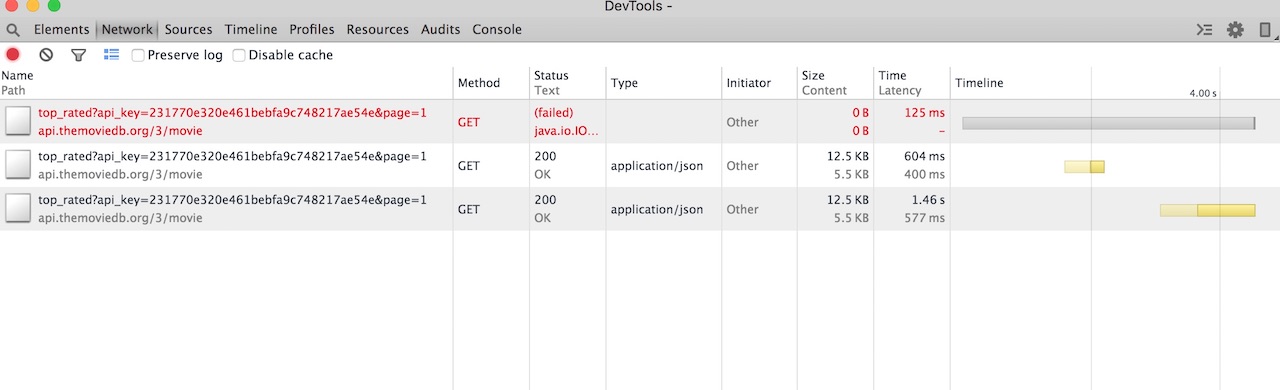 DevTools -
Elements Network Sources Timeline Profiles Resources Audits Console
Preserve log Disable cache
Name Path Method Status Text Type Initiator Size Content Time Latency Timeline 4.00 s
top_rated?api_key=231770e320e461bebfa9c748217ae54e&page=1 (failed) 0 B 125 ms
api.themoviedb.org/3/movie GET java.io.IO... Other 0 B –
top_rated?api_key=231770e320e461bebfa9c748217ae54e&page=1 200 12.5 KB 604 ms
api.themoviedb.org/3/movie GET OK application/json Other 5.5 KB 400 ms
top_rated?api_key=231770e320e461bebfa9c748217ae54e&page=1 200 12.5 KB 1.46 s
api.themoviedb.org/3/movie GET OK application/json Other 5.5 KB 577 ms